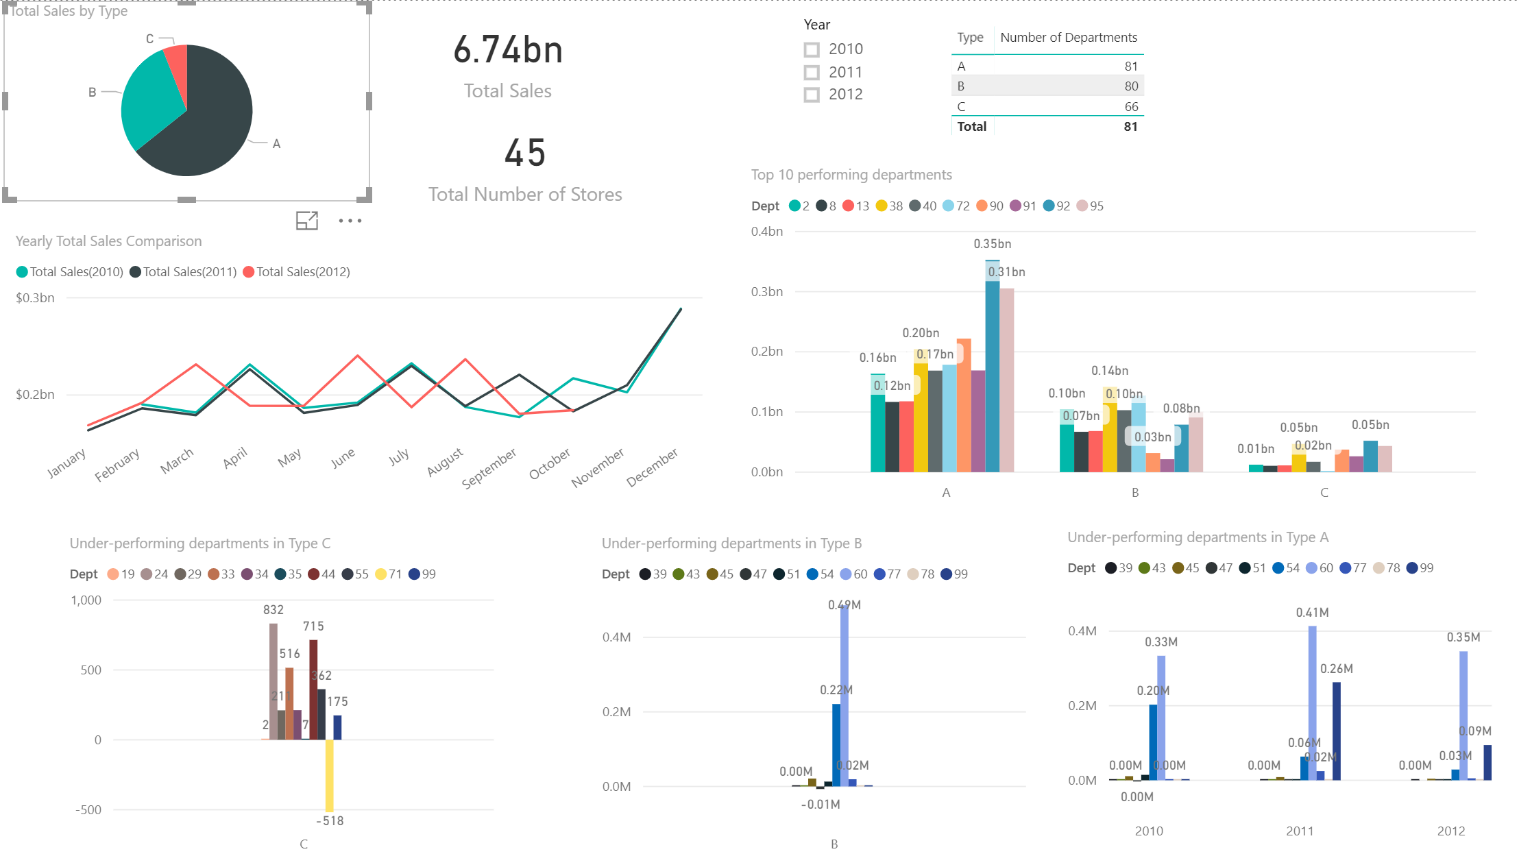 Total Sales by Type
C
B
A
6.74bn
Total Sales
45
Total Number of Stores
Year
2010
2011
2012
Type Number of Departments
A 81
B 80
C 66
Total 81
Yearly Total Sales Comparison
Total Sales(2010) Total Sales(2011) Total Sales(2012)
$0.3bn
$0.2bn
January February March April May June July August September October November December
Top 10 performing departments
Dept 2 8 13 38 40 72 90 91 92 95
0.4bn
0.3bn
0.2bn
0.1bn
0.0bn
0.16bn 0.12bn 0.20bn 0.17bn 0.35bn 0.31bn
0.10bn 0.07bn 0.14bn 0.10bn 0.03bn 0.08bn
0.01bn 0.05bn 0.02bn 0.05bn
A B C
Under-performing departments in Type C
Dept 19 24 29 33 34 35 44 55 71 99
1,000
500
0
-500
832 211 516 715 362 175
-518
C
Under-performing departments in Type B
Dept 39 43 45 47 51 54 60 77 78 99
0.4M
0.2M
0.0M
0.00M -0.01M 0.22M 0.49M 0.02M
B
Under-performing departments in Type A
Dept 39 43 45 47 51 54 60 77 78 99
0.4M
0.2M
0.0M
0.00M 0.00M 0.20M 0.33M 0.00M
0.00M 0.06M 0.41M 0.02M 0.26M
0.00M 0.03M 0.35M 0.09M
2010 2011 2012